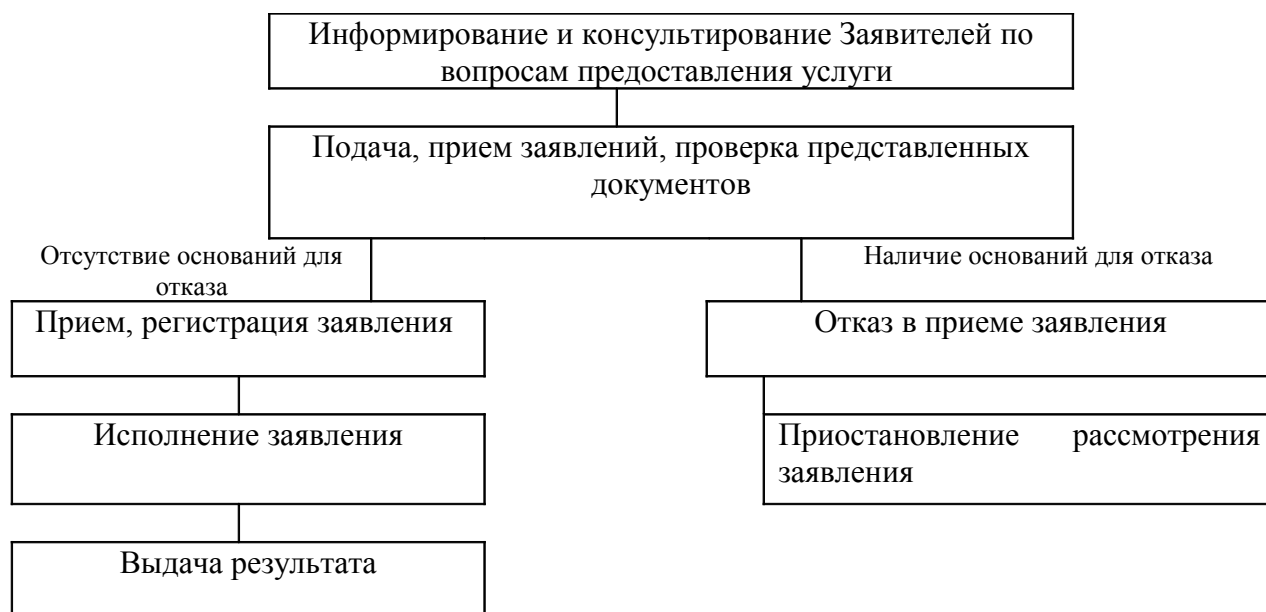 Информирование и консультирование Заявителей по
вопросам предоставления услуги
Подача, прием заявлений, проверка представленных
документов
Отсутствие оснований для
отказа
Наличие оснований для отказа
Прием, регистрация заявления
Отказ в приеме заявления
Исполнение заявления
Приостановление рассмотрения
заявления
Выдача результата